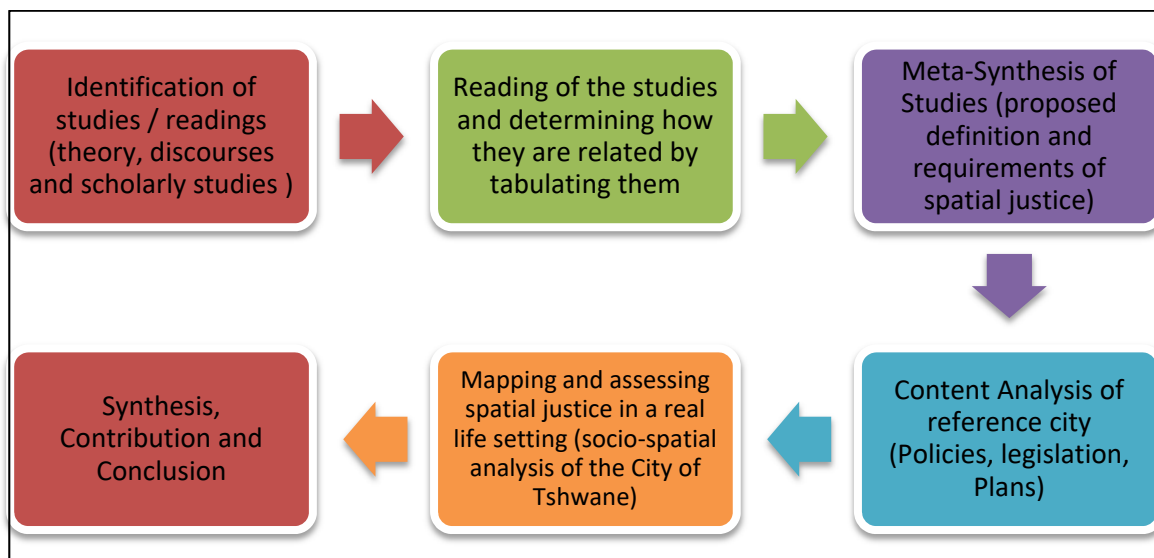 Identification of
studies / readings
(theory, discourses
and scholarly studies )
Reading of the studies
and determining how
they are related by
tabulating them
Meta-Synthesis of
Studies (proposed
definition and
requirements of
spatial justice)
Content Analysis of
reference city
(Policies, legislation,
Plans)
Mapping and assessing
spatial justice in a real
life setting (socio-spatial
analysis of the City of
Tshwane)
Synthesis,
Contribution and
Conclusion